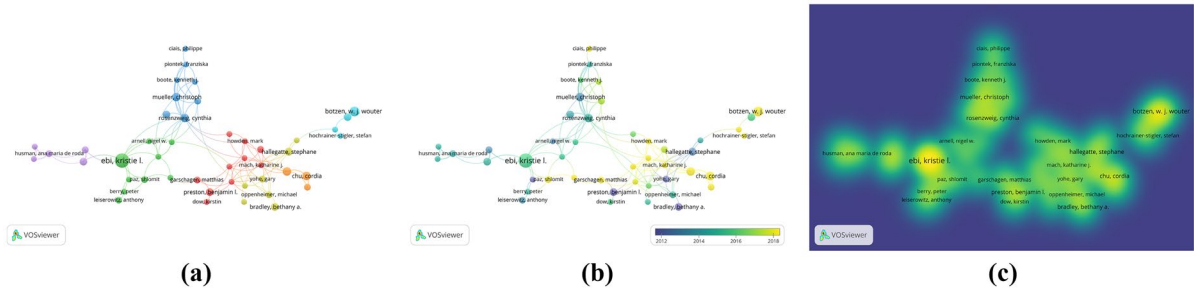 ciais, philippe
piontek, franziska
boote, kenneth j.
mueller, christoph
rosenzweig, cynthia
botzen, w. j. wouter
hochrainer-stigler, stefan
arnell, nigel w.
howden, mark
husman, ana maria de roda
ebi, kristie l.
hallegatte, stephane
mach, katharine j.
chu, cordia
paz, shlomit
garschagen, matthias
yohe, gary
berry, peter
preston, benjamin l.
oppenheimer, michael
leiserowitz, anthony
dow, kirstin
bradley, bethany a.
VOSviewer
(a)
ciais, philippe
piontek, franziska
boote, kenneth j.
mueller, christoph
rosenzweig, cynthia
botzen, w. j. wouter
hochrainer-stigler, stefan
arnell, nigel w.
howden, mark
husman, ana maria de roda
ebi, kristie l.
hallegatte, stephane
mach, katharine j.
chu, cordia
paz, shlomit
garschagen, matthias
yohe, gary
berry, peter
preston, benjamin l.
oppenheimer, michael
leiserowitz, anthony
dow, kirstin
bradley, bethany a.
VOSviewer
2012 2014 2016 2018
(b)
ciais, philippe
piontek, franziska
boote, kenneth j.
mueller, christoph
rosenzweig, cynthia
botzen, w. j. wouter
hochrainer-stigler, stefan
arnell, nigel w.
howden, mark
husman, ana maria de roda
ebi, kristie l.
hallegatte, stephane
mach, katharine j.
chu, cordia
paz, shlomit
garschagen, matthias
yohe, gary
berry, peter
preston, benjamin l.
oppenheimer, michael
leiserowitz, anthony
dow, kirstin
bradley, bethany a.
VOSviewer
(c)